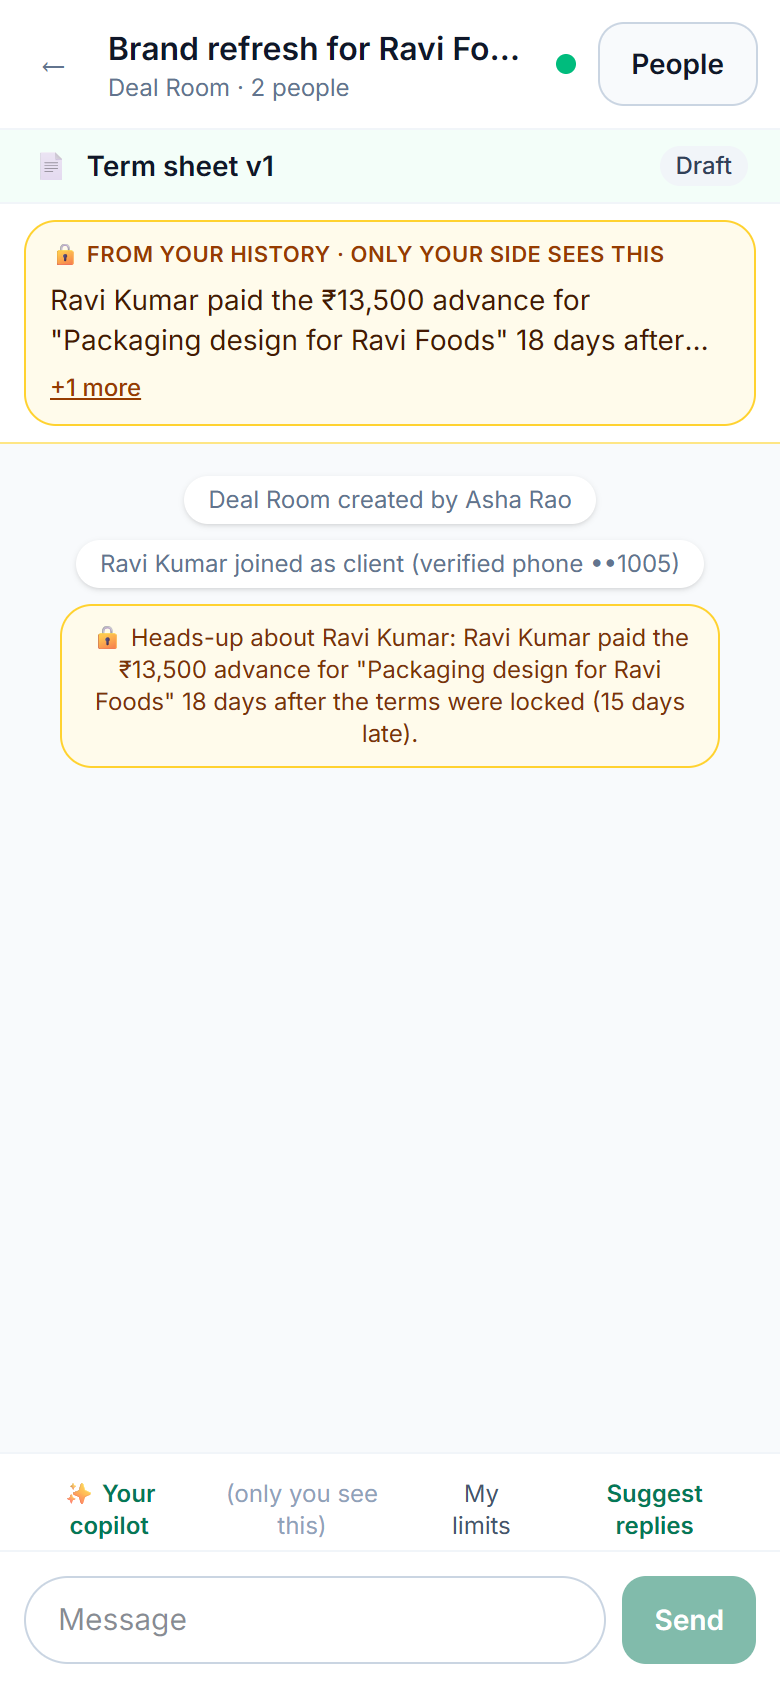 ← Brand refresh for Ravi Fo...
Deal Room · 2 people
People
Term sheet v1
Draft
FROM YOUR HISTORY · ONLY YOUR SIDE SEES THIS
Ravi Kumar paid the ₹13,500 advance for
"Packaging design for Ravi Foods" 18 days after...
+1 more
Deal Room created by Asha Rao
Ravi Kumar joined as client (verified phone ••1005)
Heads-up about Ravi Kumar: Ravi Kumar paid the
₹13,500 advance for "Packaging design for Ravi
Foods" 18 days after the terms were locked (15 days
late).
✨ Your
copilot
(only you see
this)
My
limits
Suggest
replies
Message
Send